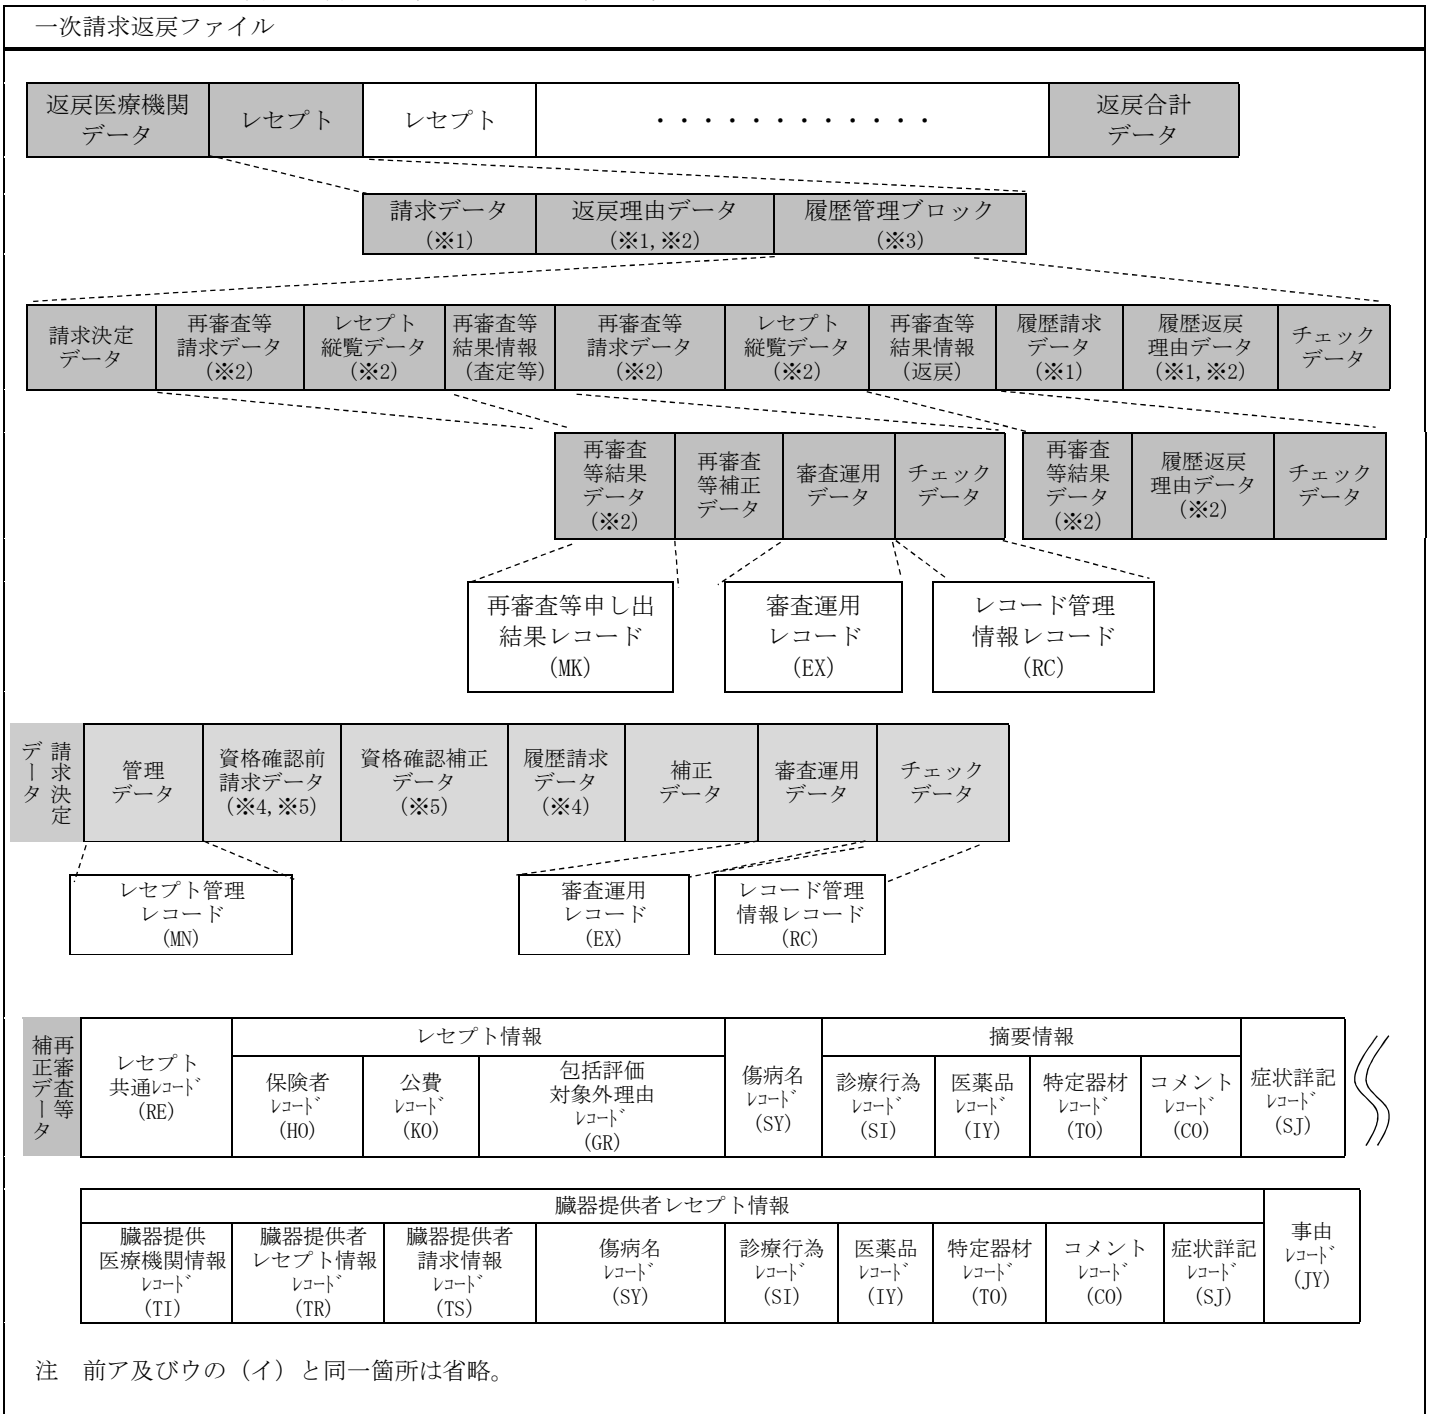 一次請求返戻ファイル
返戻医療機関
データ
レセプト
レセプト
・・・・・・・・・・・・
返戻合計
データ
請求データ
(※1)
返戻理由データ
(※1,※2)
履歴管理ブロック
(※3)
請求決定
データ
再審査等
請求データ
(※2)
レセプト
縦覧データ
(※2)
再審査等
結果情報
(査定等)
再審査等
請求データ
(※2)
レセプト
縦覧データ
(※2)
再審査等
結果情報
(返戻)
履歴請求
データ
(※1)
履歴返戻
理由データ
(※1,※2)
チェック
データ
再審査
等結果
データ
(※2)
再審査
等補正
データ
審査運用
データ
チェック
データ
再審査
等結果
データ
(※2)
履歴返戻
理由データ
(※2)
チェック
データ
再審査等申し出
結果レコード
(MK)
審査運用
レコード
(EX)
レコード管理
情報レコード
(RC)
請求決定
データ
管理
データ
資格確認前
請求データ
(※4,※5)
資格確認補正
データ
(※5)
履歴請求
データ
(※4)
補正
データ
審査運用
データ
チェック
データ
レセプト管理
レコード
(MN)
審査運用
レコード
(EX)
レコード管理
情報レコード
(RC)
再審査等
補正データ
レセプト
共通ﾚｺｰﾄﾞ
(RE)
レセプト情報
保険者
ﾚｺｰﾄﾞ
(HO)
公費
ﾚｺｰﾄﾞ
(KO)
包括評価
対象外理由
ﾚｺｰﾄﾞ
(GR)
傷病名
ﾚｺｰﾄﾞ
(SY)
摘要情報
診療行為
ﾚｺｰﾄﾞ
(SI)
医薬品
ﾚｺｰﾄﾞ
(IY)
特定器材
ﾚｺｰﾄﾞ
(TO)
コメント
ﾚｺｰﾄﾞ
(CO)
症状詳記
ﾚｺｰﾄﾞ
(SJ)
臓器提供者レセプト情報
臓器提供
医療機関情報
ﾚｺｰﾄﾞ
(TI)
臓器提供者
レセプト情報
ﾚｺｰﾄﾞ
(TR)
臓器提供者
請求情報
ﾚｺｰﾄﾞ
(TS)
傷病名
ﾚｺｰﾄﾞ
(SY)
診療行為
ﾚｺｰﾄﾞ
(SI)
医薬品
ﾚｺｰﾄﾞ
(IY)
特定器材
ﾚｺｰﾄﾞ
(TO)
コメント
ﾚｺｰﾄﾞ
(CO)
症状詳記
ﾚｺｰﾄﾞ
(SJ)
事由
ﾚｺｰﾄﾞ
(JY)
注　前ア及びウの（イ）と同一箇所は省略。